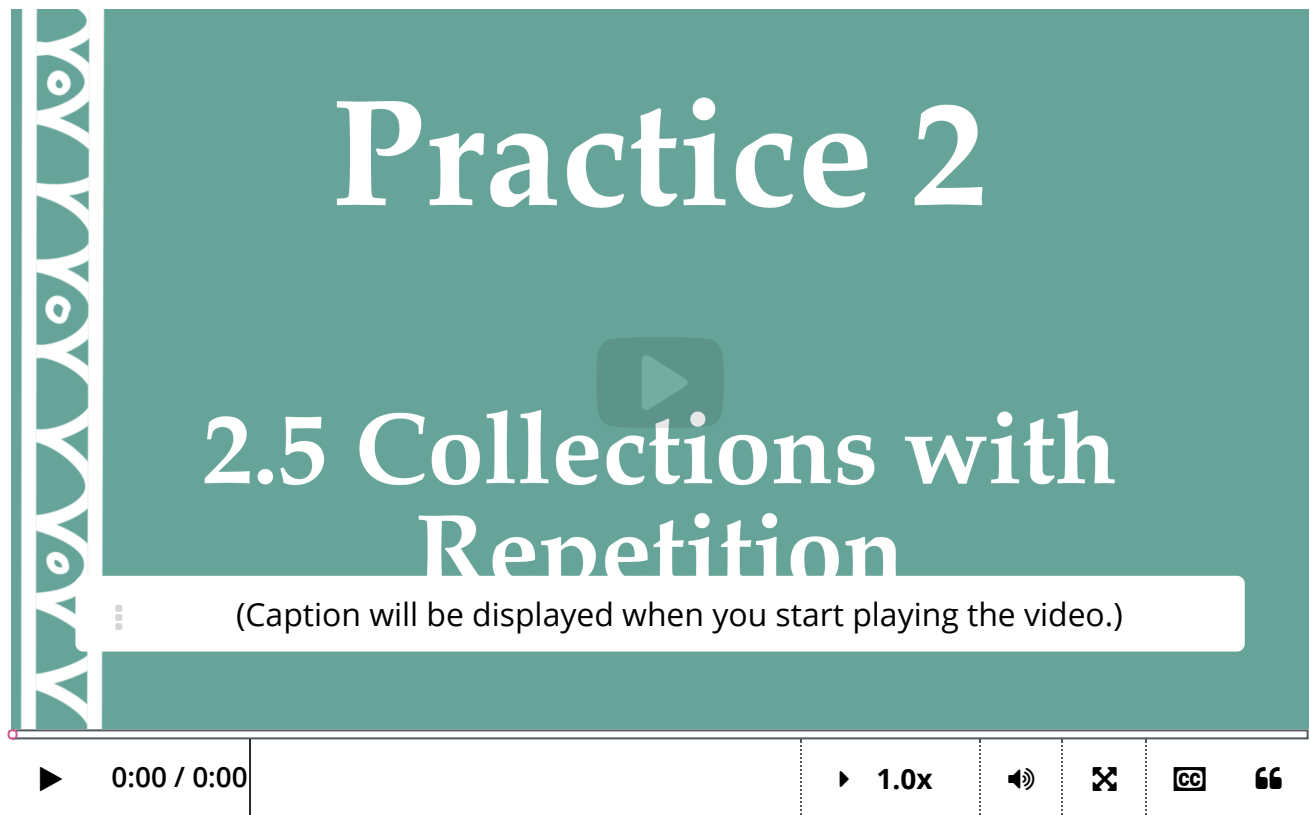 Practice 2
2.5 Collections with
Repetition
(Caption will be displayed when you start playing the video.)
0:00 / 0:00
1.0x
CC